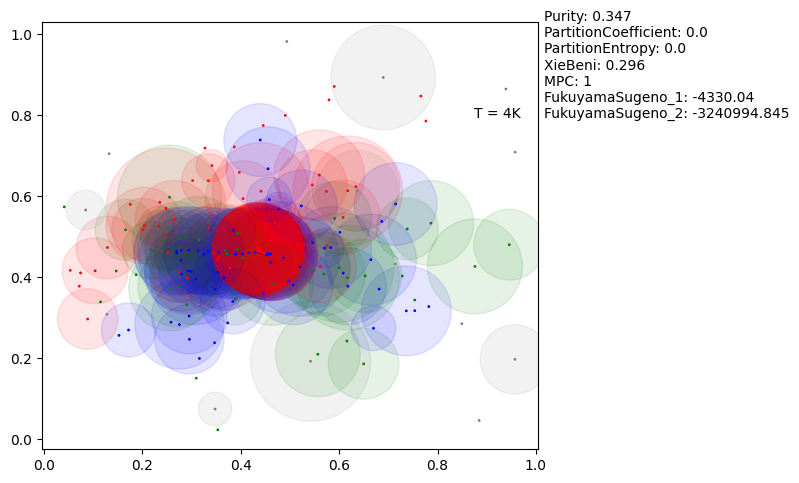 Purity: 0.347
PartitionCoefficient: 0.0
PartitionEntropy: 0.0
XieBeni: 0.296
MPC: 1
FukuyamaSugeno_1: -4330.04
FukuyamaSugeno_2: -3240994.845
T = 4K
1.0
0.8
0.6
0.4
0.2
0.0
0.0 0.2 0.4 0.6 0.8 1.0